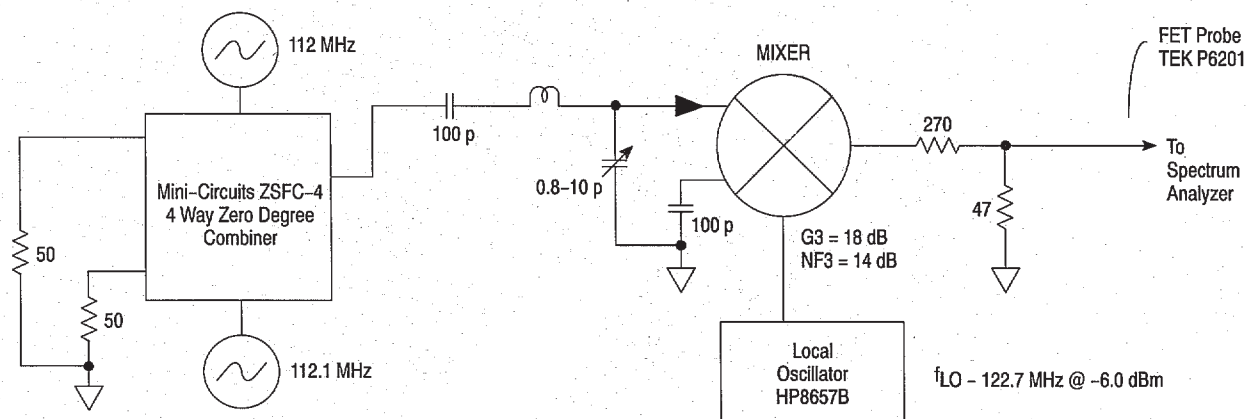 112 MHz
Mini-Circuits ZSFC-4
4 Way Zero Degree
Combiner
50
50
112.1 MHz
100 p
0.8-10 p
100 p
MIXER
G3 = 18 dB
NF3 = 14 dB
Local
Oscillator
HP8657B
fLO - 122.7 MHz @ -6.0 dBm
270
47
FET Probe
TEK P6201
To
Spectrum
Analyzer